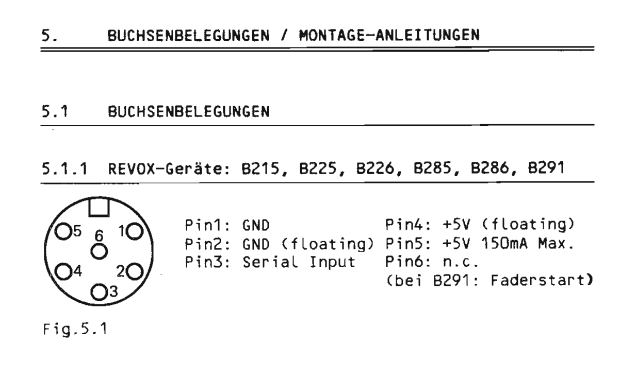 5. BUCHSENBELEGUNGEN / MONTAGE-ANLEITUNGEN
5.1 BUCHSENBELEGUNGEN
5.1.1 REVOX-Geräte: B215, B225, B226, B285, B286, B291
5 6 1
4 2
3
Pin1: GND Pin4: +5V (floating)
Pin2: GND (floating) Pin5: +5V 150mA Max.
Pin3: Serial Input Pin6: n.c.
(bei B291: Faderstart)
Fig.5.1